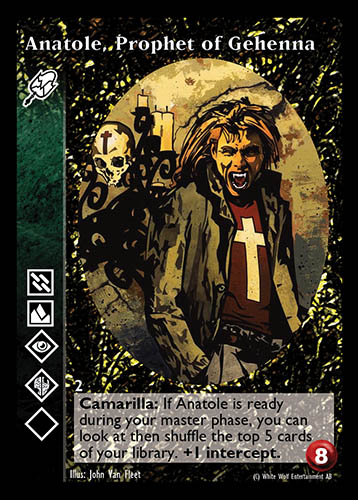 Anatole, Prophet of Gehenna
2
Camarilla: If Anatole is ready
during your master phase, you can
look at then shuffle the top 5 cards
of your library. +1 intercept.
8
Illus: John Van Fleet
(C) White Wolf Entertainment AB